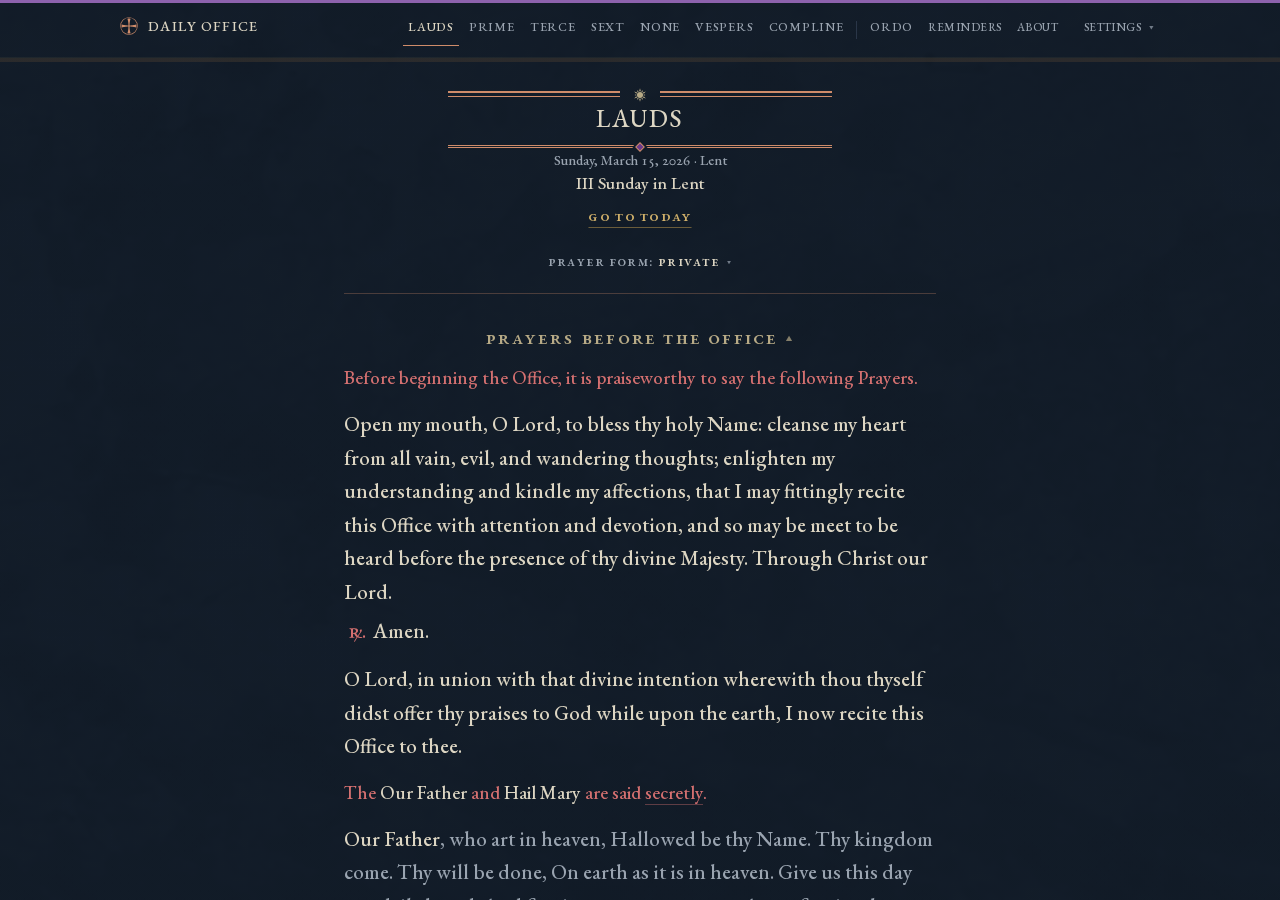 DAILY OFFICE
LAUDS PRIME TERCE SEXT NONE VESPERS COMPLINE ORDO REMINDERS ABOUT SETTINGS
LAUDS
Sunday, March 15, 2026 · Lent
III Sunday in Lent
GO TO TODAY
PRAYER FORM: PRIVATE
PRAYERS BEFORE THE OFFICE
Before beginning the Office, it is praiseworthy to say the following Prayers.
Open my mouth, O Lord, to bless thy holy Name: cleanse my heart
from all vain, evil, and wandering thoughts; enlighten my
understanding and kindle my affections, that I may fittingly recite
this Office with attention and devotion, and so may be meet to be
heard before the presence of thy divine Majesty. Through Christ our
Lord.
℟. Amen.
O Lord, in union with that divine intention wherewith thou thyself
didst offer thy praises to God while upon the earth, I now recite this
Office to thee.
The Our Father and Hail Mary are said secretly.
Our Father, who art in heaven, Hallowed be thy Name. Thy kingdom
come. Thy will be done, On earth as it is in heaven. Give us this day